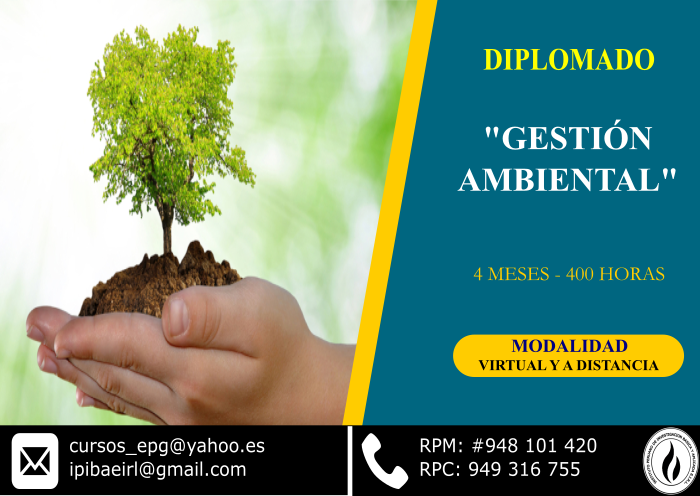 DIPLOMADO
"GESTIÓN
AMBIENTAL"
4 MESES - 400 HORAS
MODALIDAD
VIRTUAL Y A DISTANCIA
cursos_epg@yahoo.es
ipibaeirl@gmail.com
RPM: #948 101 420
RPC: 949 316 755